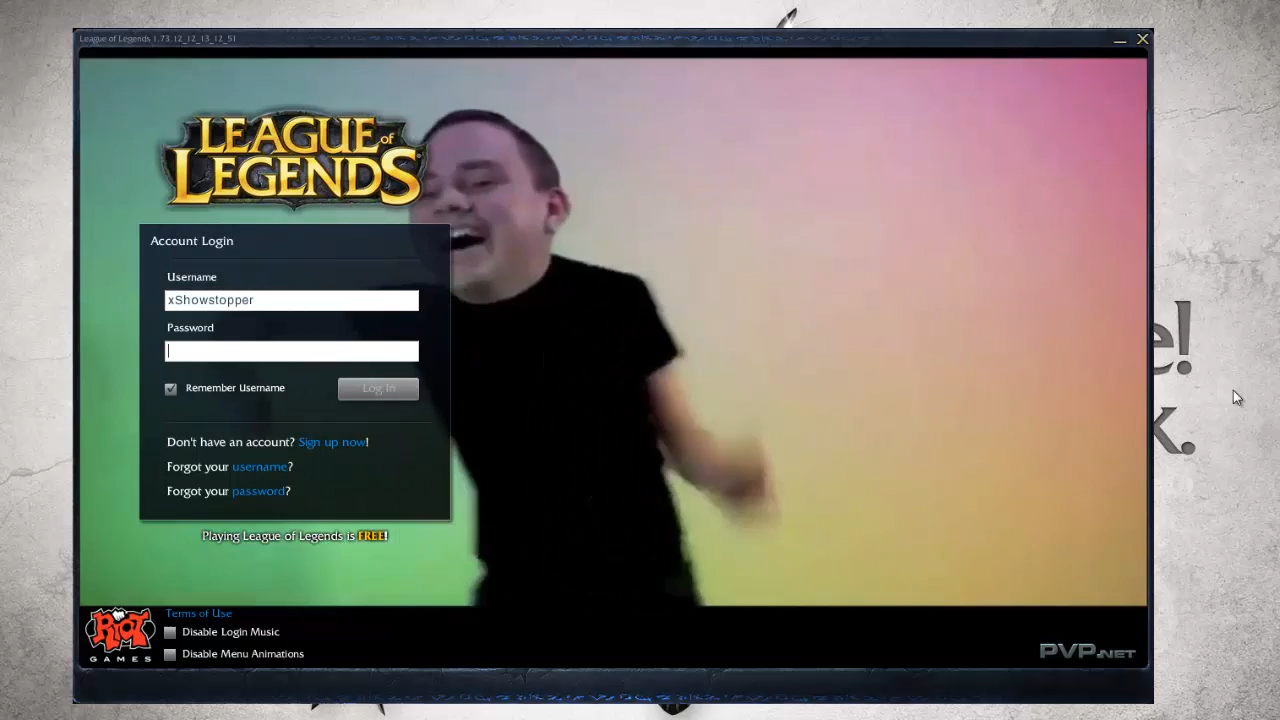 League of Legends 1.73.12_12_13_12_51
LEAGUE of
LEGENDS
Account Login
Username
xShowstopper
Password
Remember Username
Log In
Don't have an account? Sign up now!
Forgot your username?
Forgot your password?
Playing League of Legends is FREE!
e!
k.
Terms of Use
Disable Login Music
Disable Menu Animations
RIOT
GAMES
PVP.NET